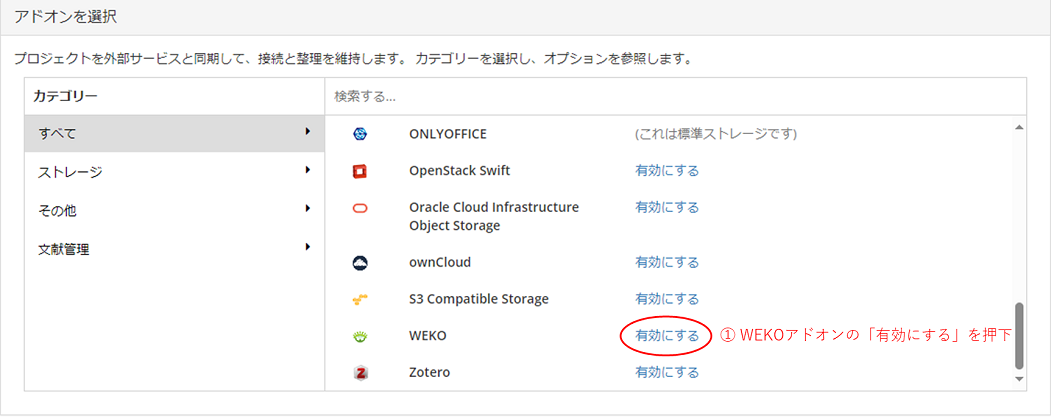 アドオンを選択
プロジェクトを外部サービスと同期して、接続と整理を維持します。 カテゴリーを選択し、オプションを参照します。
カテゴリー
検索する...
すべて
ストレージ
その他
文献管理
ONLYOFFICE (これは標準ストレージです)
OpenStack Swift 有効にする
Oracle Cloud Infrastructure 有効にする
Object Storage
ownCloud 有効にする
S3 Compatible Storage 有効にする
WEKO 有効にする ① WEKOアドオンの「有効にする」を押下
Zotero 有効にする